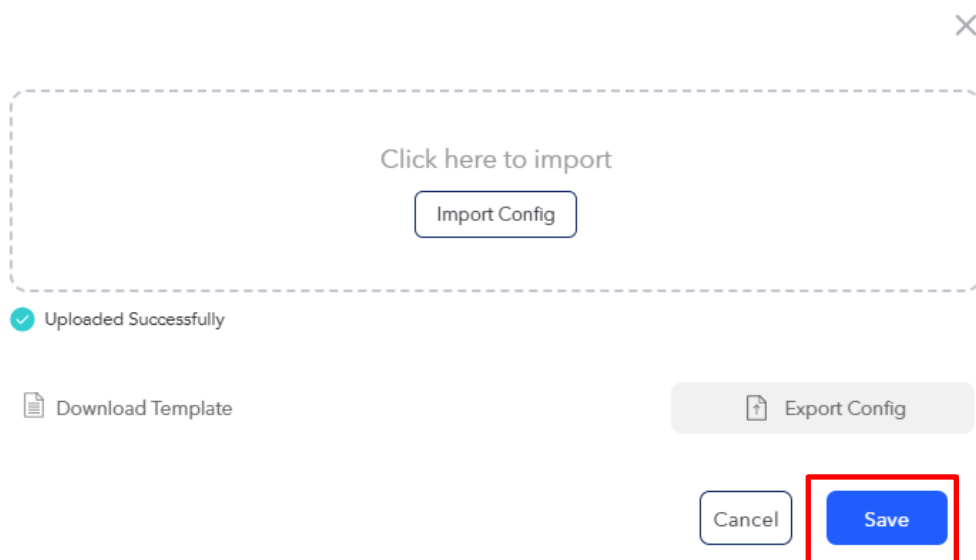 Click here to import
Import Config
Uploaded Successfully
Download Template
Export Config
Cancel
Save